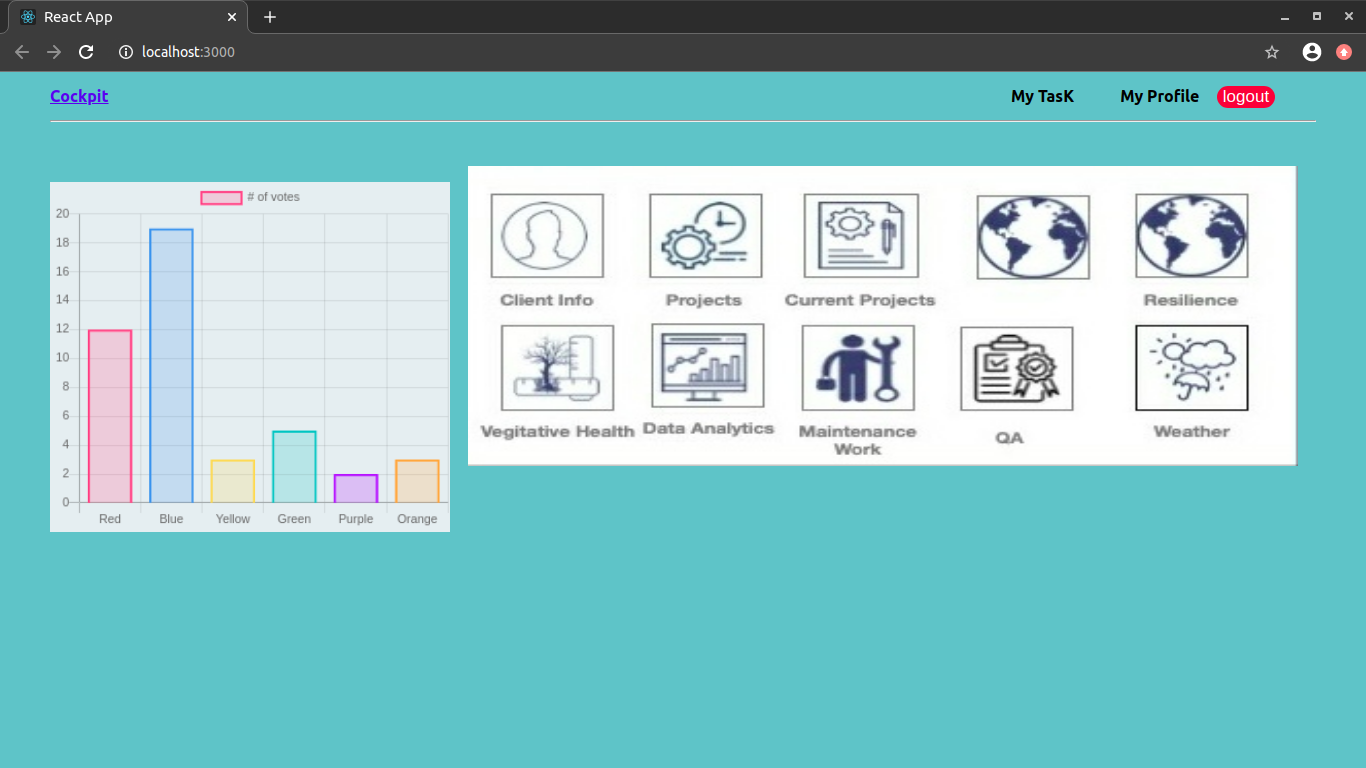 React App
localhost:3000
Cockpit
My TasK
My Profile
logout
# of votes
20
18
16
14
12
10
8
6
4
2
0
Red
Blue
Yellow
Green
Purple
Orange
Client Info
Projects
Current Projects
Resilience
Vegitative Health
Data Analytics
Maintenance
Work
QA
Weather